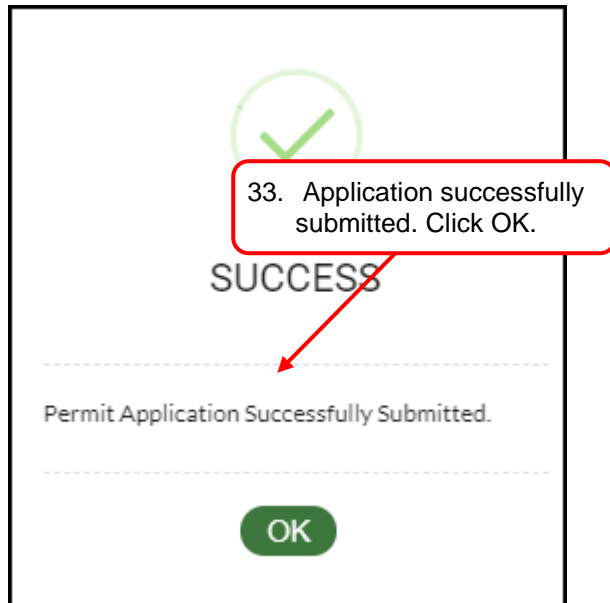 33. Application successfully
submitted. Click OK.
SUCCESS
Permit Application Successfully Submitted.
OK